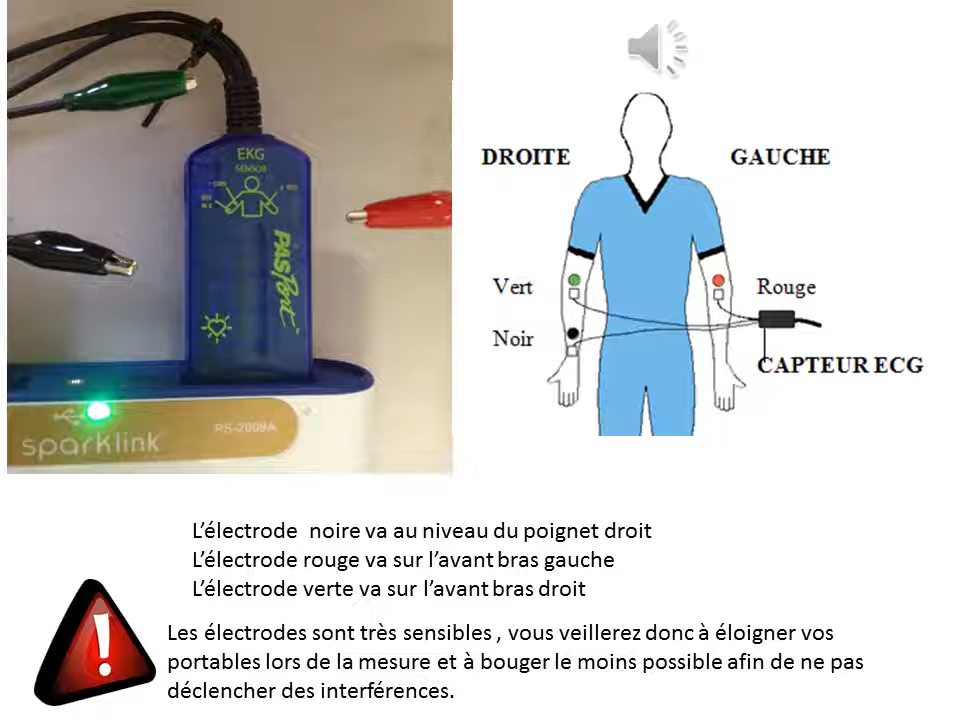 EKG
SENSOR
PASPort
sparklink
PS-2009A
DROITE
GAUCHE
Vert
Rouge
Noir
CAPTEUR ECG
L’électrode  noire va au niveau du poignet droit
L’électrode rouge va sur l’avant bras gauche
L’électrode verte va sur l’avant bras droit
Les électrodes sont très sensibles , vous veillerez donc à éloigner vos
portables lors de la mesure et à bouger le moins possible afin de ne pas
déclencher des interférences.